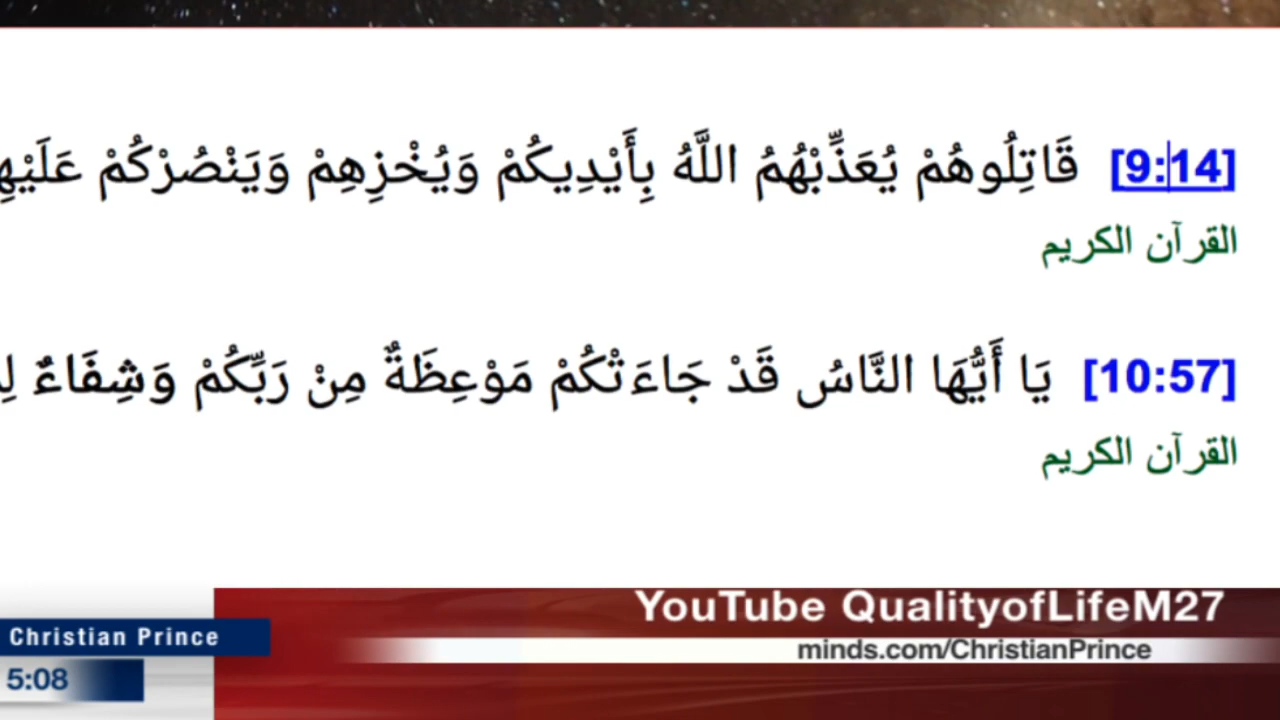 [9:14] قَاتِلُوهُمْ يُعَذِّبْهُمُ اللَّهُ بِأَيْدِيكُمْ وَيُخْزِهِمْ وَيَنْصُرْكُمْ
القرآن الكريم
[10:57] يَا أَيُّهَا النَّاسُ قَدْ جَاءَتْكُمْ مَوْعِظَةٌ مِنْ رَبِّكُمْ وَشِفَاءٌ
القرآن الكريم
YouTube QualityofLifeM27
Christian Prince
minds.com/ChristianPrince
5:08